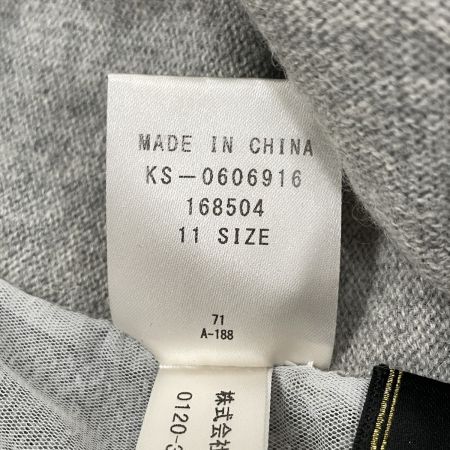 MADE IN CHINA
KS-0606916
168504
11 SIZE
71
A-188
株式会社
0120-